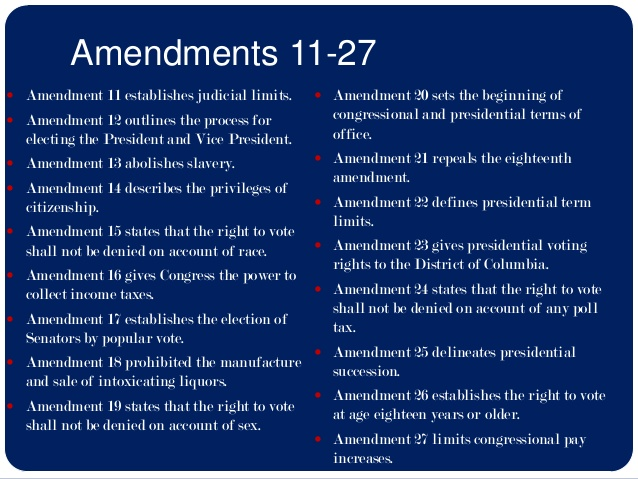 Amendments 11-27
• Amendment 11 establishes judicial limits.
• Amendment 12 outlines the process for
electing the President and Vice President.
• Amendment 13 abolishes slavery.
• Amendment 14 describes the privileges of
citizenship.
• Amendment 15 states that the right to vote
shall not be denied on account of race.
• Amendment 16 gives Congress the power to
collect income taxes.
• Amendment 17 establishes the election of
Senators by popular vote.
• Amendment 18 prohibited the manufacture
and sale of intoxicating liquors.
• Amendment 19 states that the right to vote
shall not be denied on account of sex.
• Amendment 20 sets the beginning of
congressional and presidential terms of
office.
• Amendment 21 repeals the eighteenth
amendment.
• Amendment 22 defines presidential term
limits.
• Amendment 23 gives presidential voting
rights to the District of Columbia.
• Amendment 24 states that the right to vote
shall not be denied on account of any poll
tax.
• Amendment 25 delineates presidential
succession.
• Amendment 26 establishes the right to vote
at age eighteen years or older.
• Amendment 27 limits congressional pay
increases.